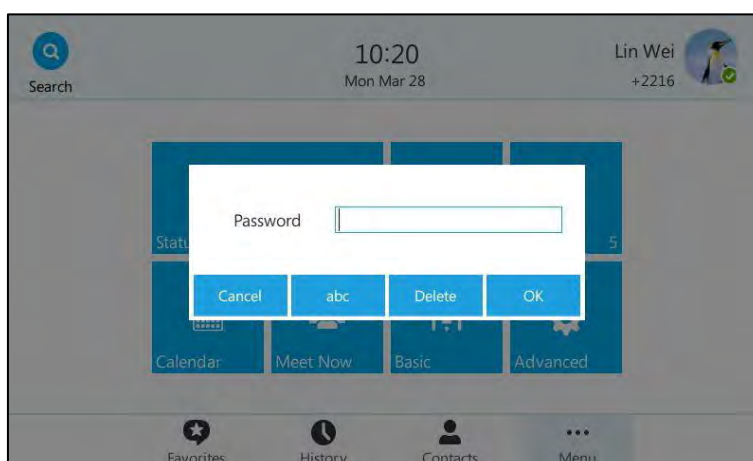 10:20
Lin Wei
Search
Mon Mar 28
+2216
Password
5
Cancel
abc
Delete
OK
Calendar
Meet Now
Basic
Advanced
Favorites
History
Contacts
Menu